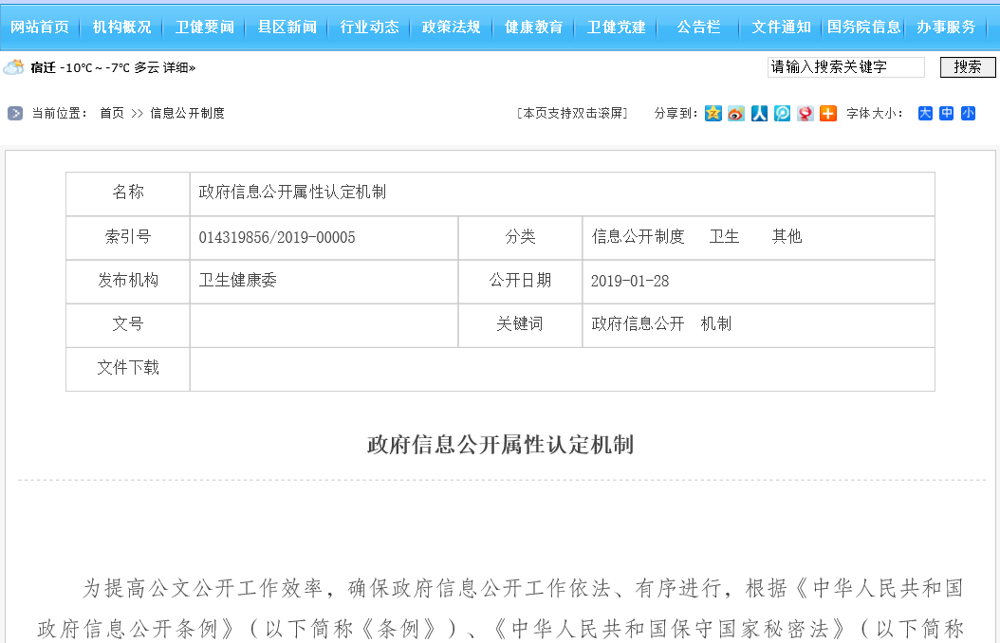 网站首页 机构概况 卫健要闻 县区新闻 行业动态 政策法规 健康教育 卫健党建 公告栏 文件通知 国务院信息 办事服务
宿迁 -10℃ ~ -7℃ 多云 详细» 请输入搜索关键字 搜索
当前位置： 首页 >> 信息公开制度 [本页支持双击滚屏] 分享到： 字体大小： 大 中 小
名称 政府信息公开属性认定机制
索引号 014319856/2019-00005 分类 信息公开制度 卫生 其他
发布机构 卫生健康委 公开日期 2019-01-28
文号 关键词 政府信息公开 机制
文件下载
政府信息公开属性认定机制
为提高公文公开工作效率，确保政府信息公开工作依法、有序进行，根据《中华人民共和国
政府信息公开条例》（以下简称《条例》）、《中华人民共和国保守国家秘密法》（以下简称